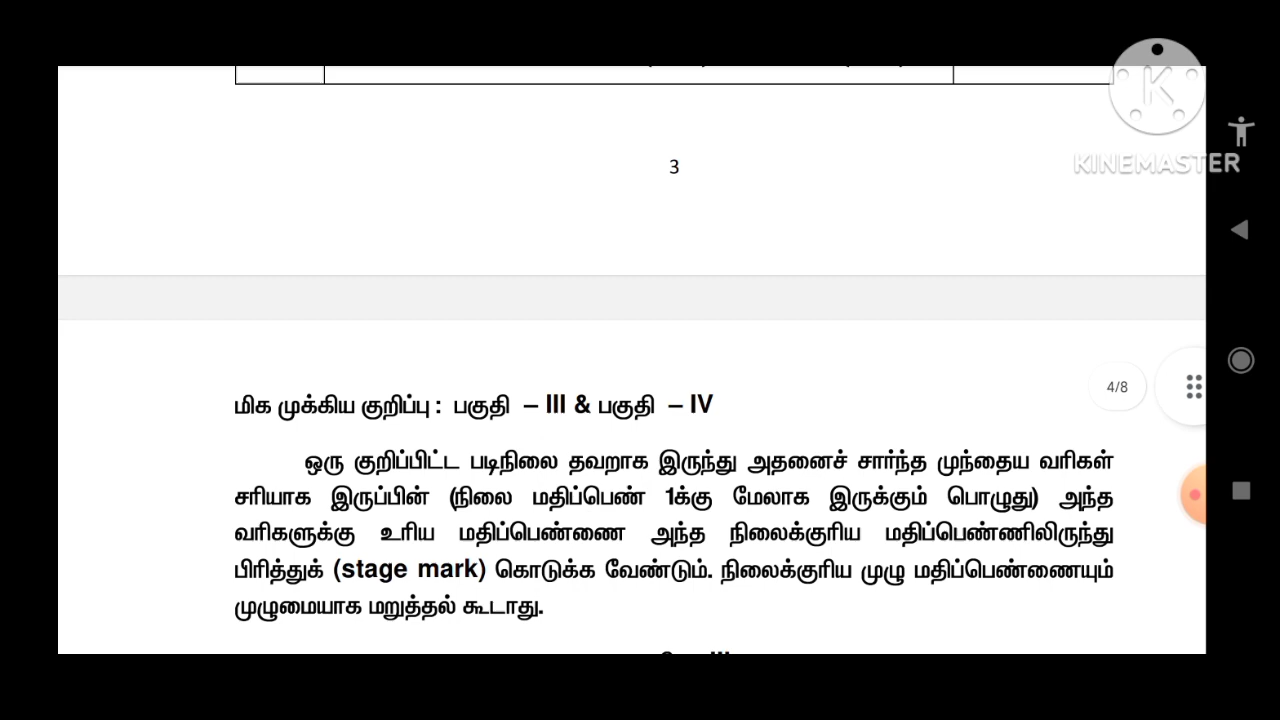 K
KINEMASTER
3
4/8
மிக முக்கிய குறிப்பு : பகுதி – III & பகுதி – IV
ஒரு குறிப்பிட்ட படிநிலை தவறாக இருந்து அதனைச் சார்ந்த முந்தைய வரிகள்
சரியாக இருப்பின் (நிலை மதிப்பெண் 1க்கு மேலாக இருக்கும் பொழுது) அந்த
வரிகளுக்கு உரிய மதிப்பெண்ணை அந்த நிலைக்குரிய மதிப்பெண்ணிலிருந்து
பிரித்துக் (stage mark) கொடுக்க வேண்டும். நிலைக்குரிய முழு மதிப்பெண்ணையும்
முழுமையாக மறுத்தல் கூடாது.